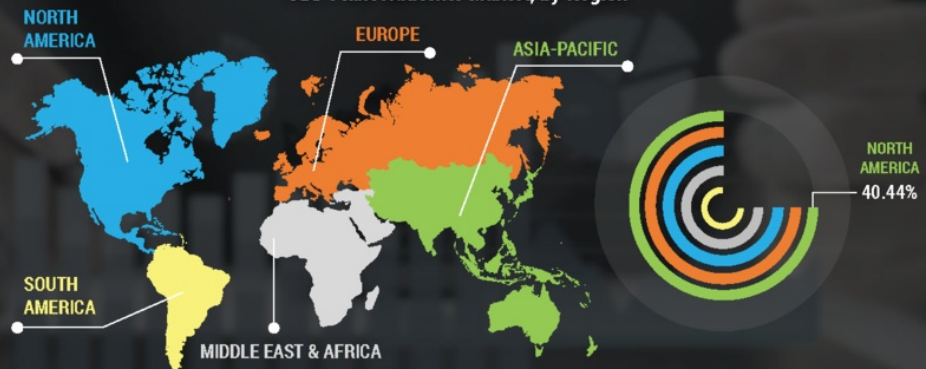 NORTH
AMERICA
EUROPE
ASIA-PACIFIC
NORTH
AMERICA
40.44%
SOUTH
AMERICA
MIDDLE EAST & AFRICA